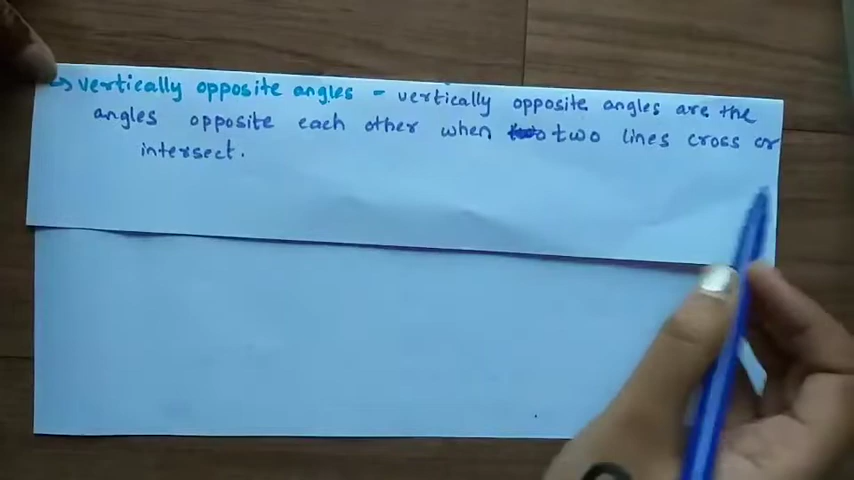 → vertically opposite angles - vertically opposite angles are the
angles opposite each other when two lines cross or
intersect.